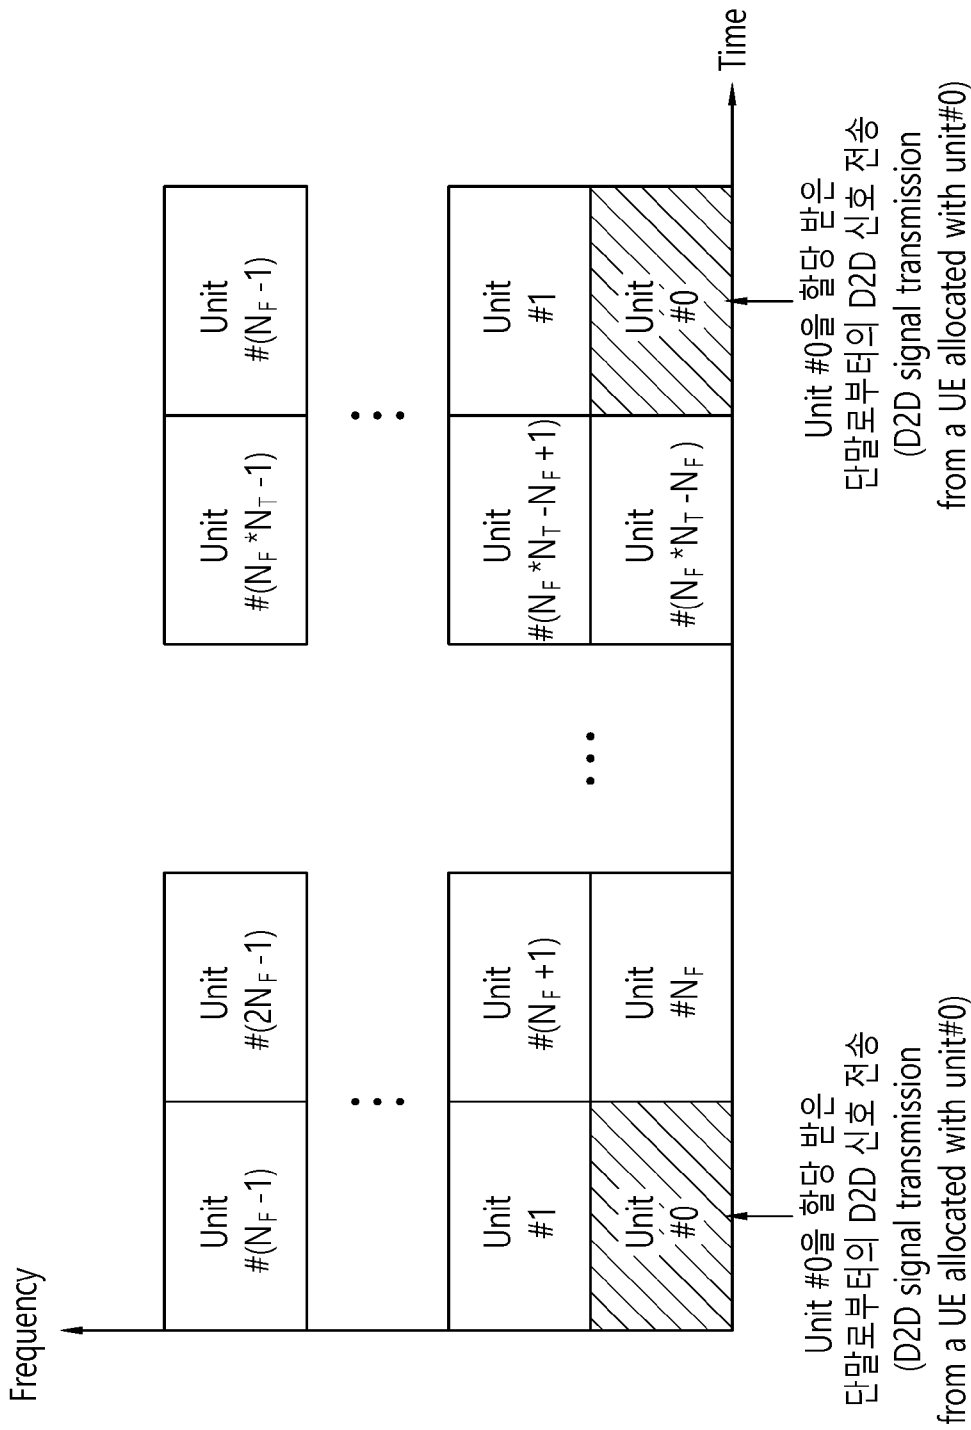 Frequency
Unit
#(N_F -1)
Unit
#(2N_F -1)
Unit
#(N_F *N_T -1)
Unit
#(N_F -1)
Unit
#1
Unit
#(N_F +1)
Unit
#(N_F *N_T -N_F +1)
Unit
#1
Unit
#0
Unit
#N_F
Unit
#(N_F *N_T -N_F )
Unit
#0
Time
Unit #0을 할당 받은
단말로부터의 D2D 신호 전송
(D2D signal transmission
from a UE allocated with unit#0)
Unit #0을 할당 받은
단말로부터의 D2D 신호 전송
(D2D signal transmission
from a UE allocated with unit#0)